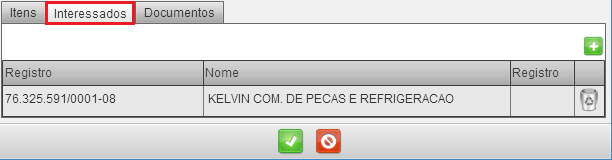 Itens Interessados Documentos
Registro Nome Registro
76.325.591/0001-08 KELVIN COM. DE PECAS E REFRIGERACAO